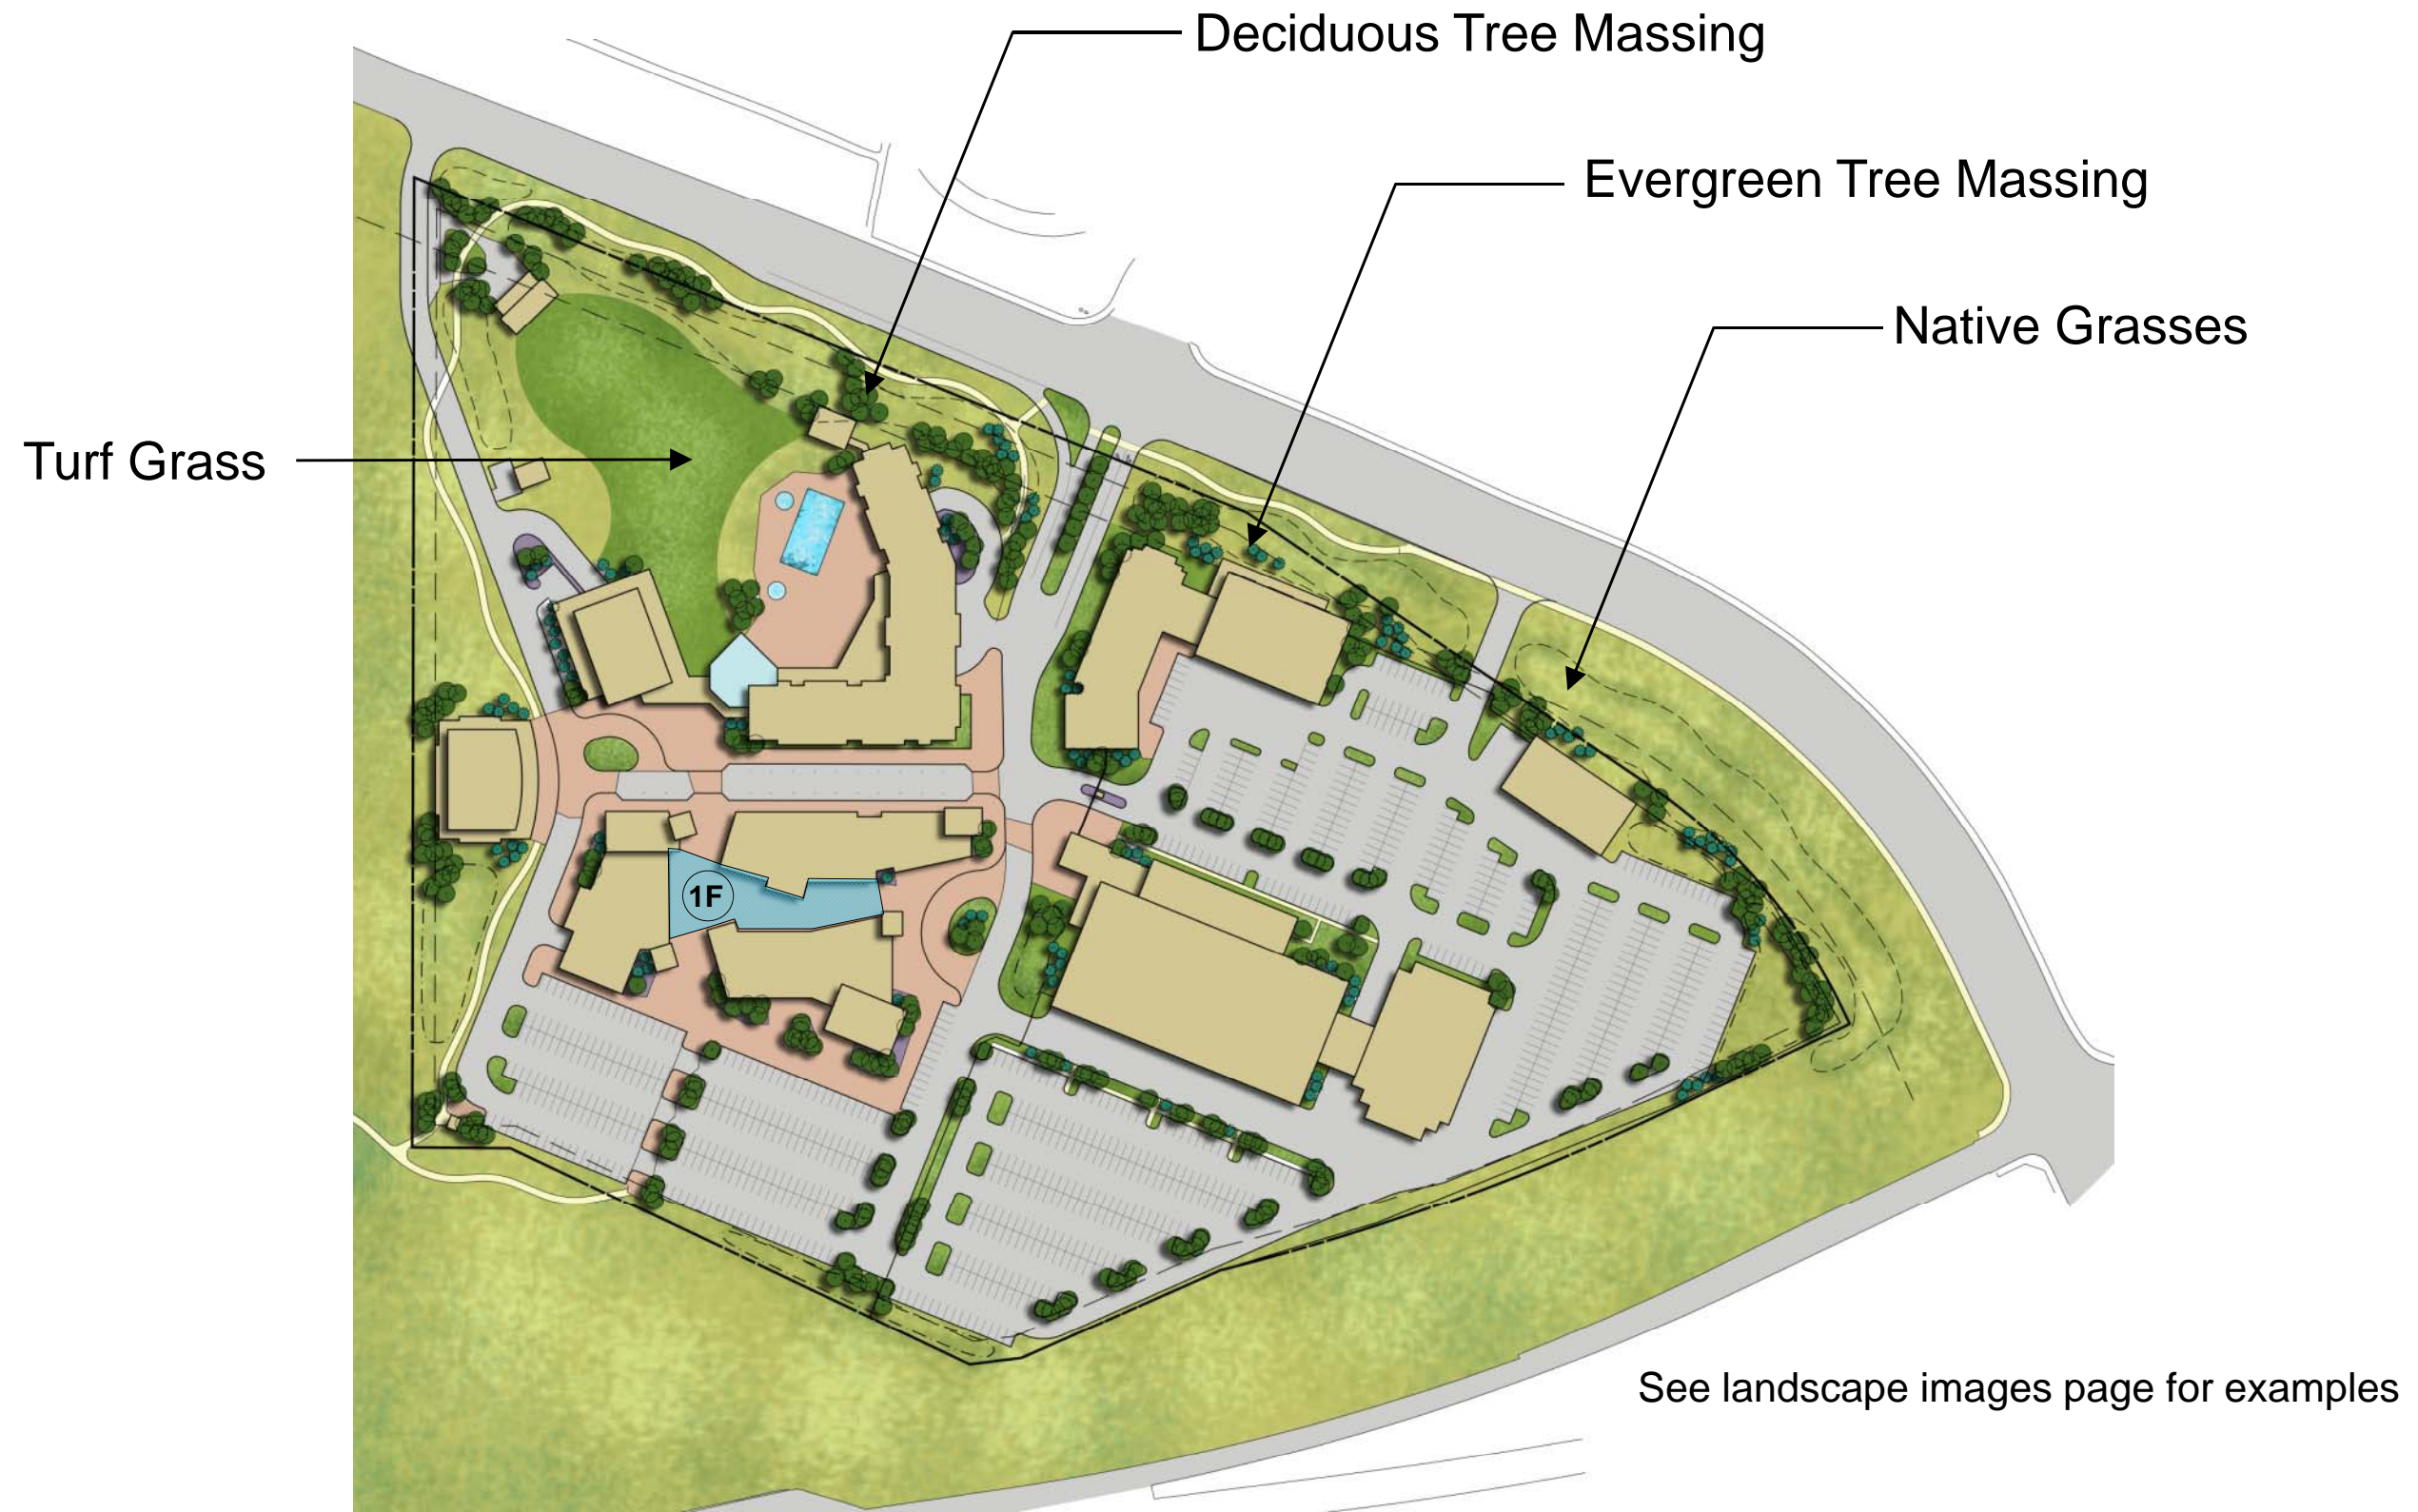 Deciduous Tree Massing
Evergreen Tree Massing
Native Grasses
Turf Grass
1F
See landscape images page for examples